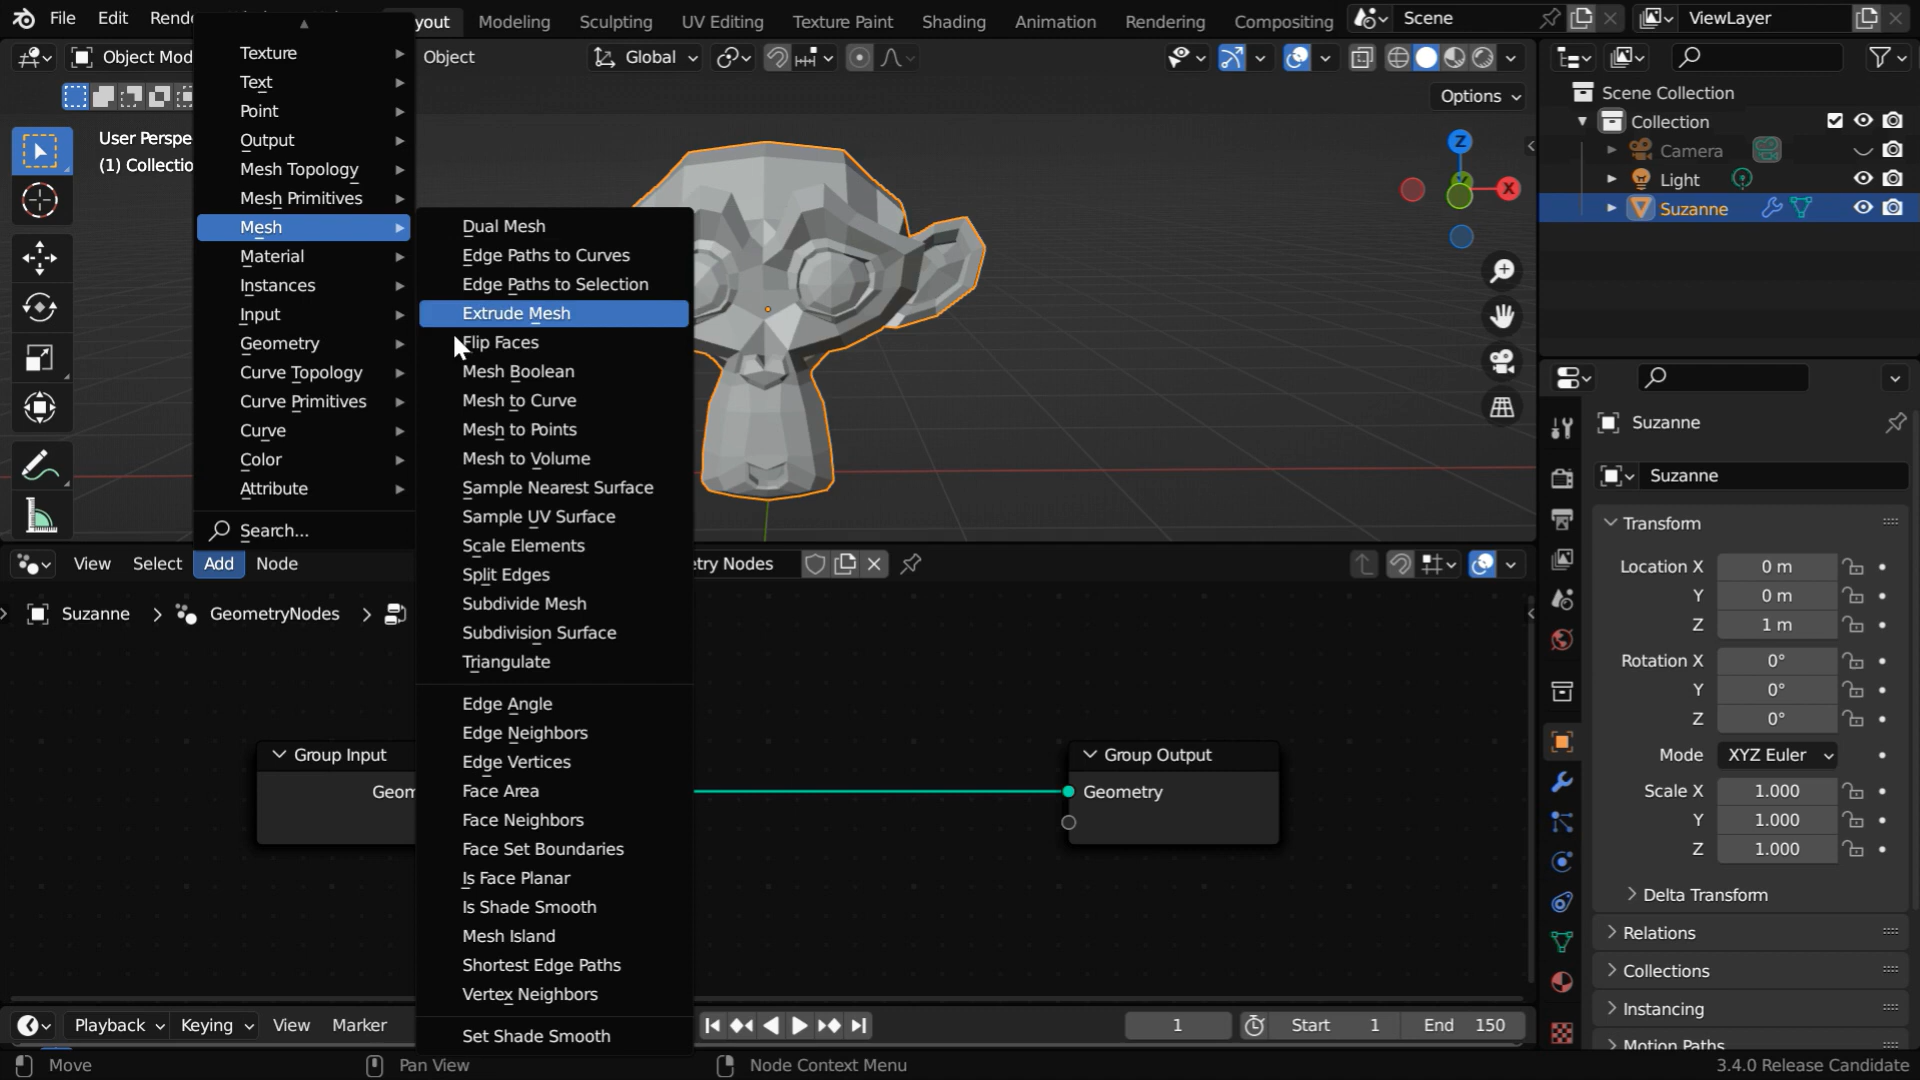 File Edit Rend
yout Modeling Sculpting UV Editing Texture Paint Shading Animation Rendering Compositing
Scene
ViewLayer
Object Mod
Object
Global
Options
User Perspe
(1) Collectio
Z
X
Texture
Text
Point
Output
Mesh Topology
Mesh Primitives
Mesh
Material
Instances
Input
Geometry
Curve Topology
Curve Primitives
Curve
Color
Attribute
Search...
Dual Mesh
Edge Paths to Curves
Edge Paths to Selection
Extrude Mesh
Flip Faces
Mesh Boolean
Mesh to Curve
Mesh to Points
Mesh to Volume
Sample Nearest Surface
Sample UV Surface
Scale Elements
Split Edges
Subdivide Mesh
Subdivision Surface
Triangulate
Edge Angle
Edge Neighbors
Edge Vertices
Face Area
Face Neighbors
Face Set Boundaries
Is Face Planar
Is Shade Smooth
Mesh Island
Shortest Edge Paths
Vertex Neighbors
Set Shade Smooth
Scene Collection
Collection
Camera
Light
Suzanne
Suzanne
Suzanne
Transform
Location X 0 m
Y 0 m
Z 1 m
Rotation X 0°
Y 0°
Z 0°
Mode XYZ Euler
Scale X 1.000
Y 1.000
Z 1.000
Delta Transform
Relations
Collections
Instancing
Motion Paths
View Select Add Node
etry Nodes
Suzanne > GeometryNodes >
Group Input
Geom
Group Output
Geometry
Playback Keying View Marker
1
Start 1
End 150
Move
Pan View
Node Context Menu
3.4.0 Release Candidate